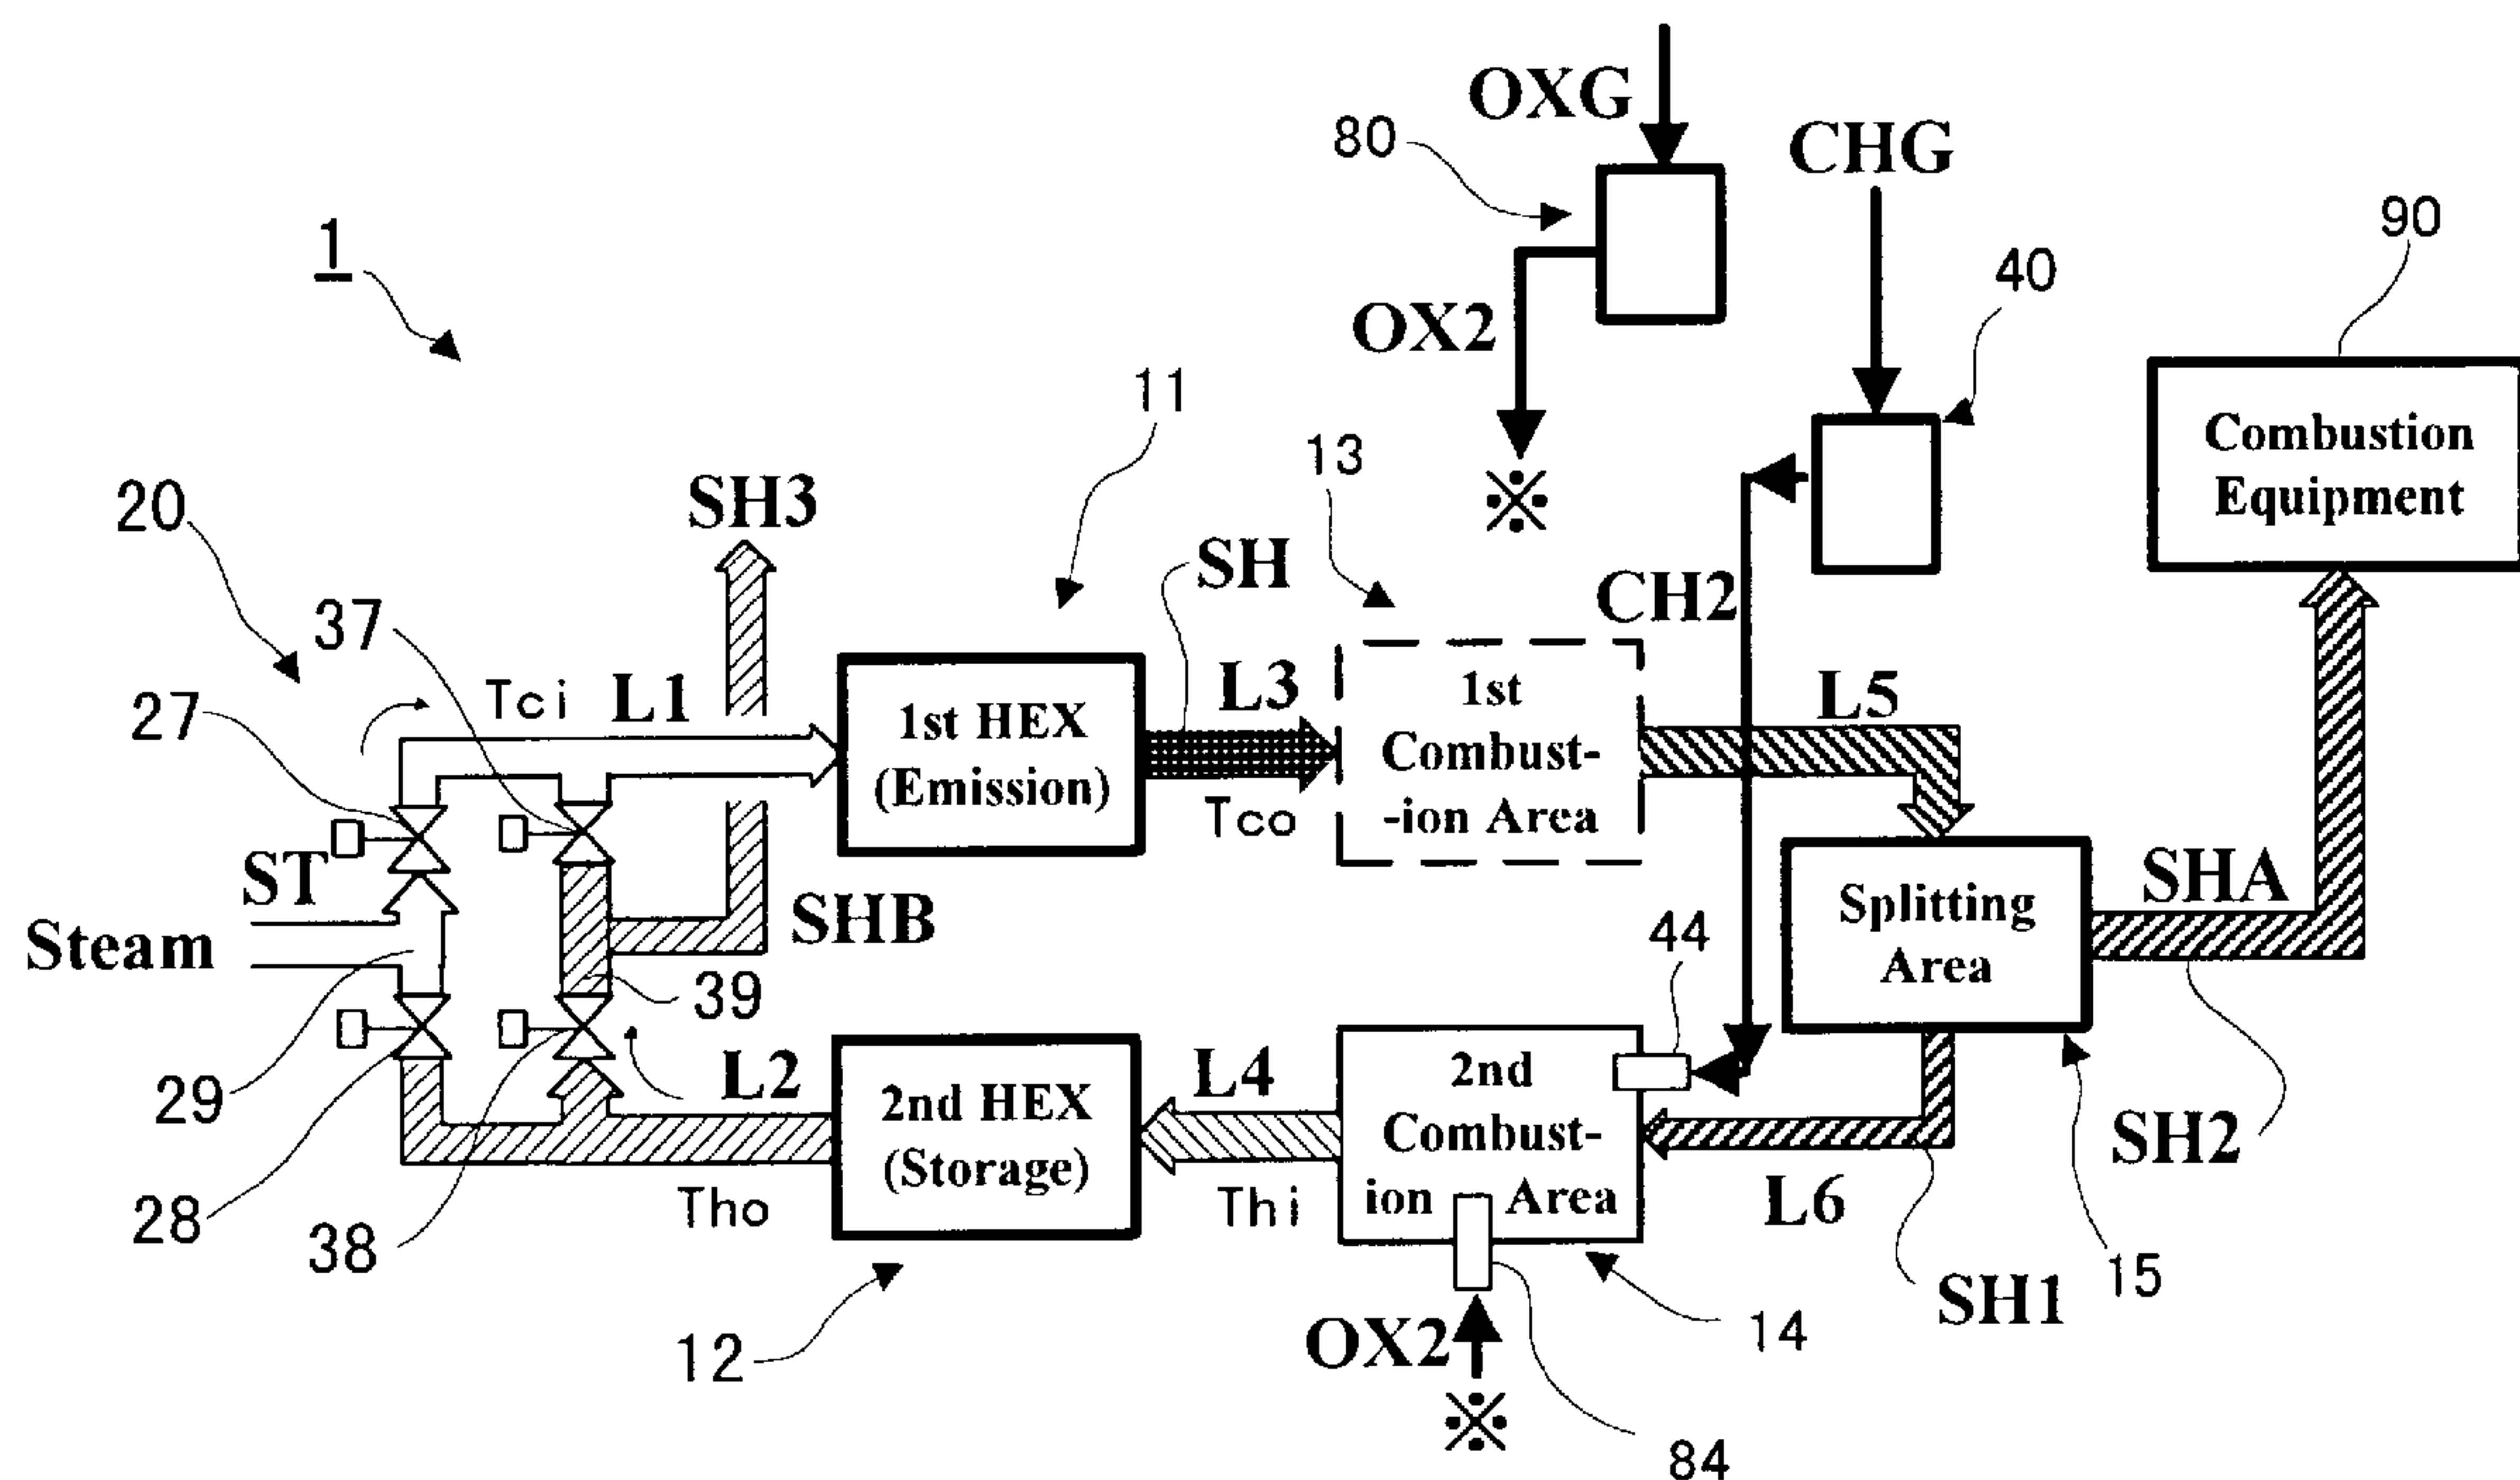 OXG
80
CHG
90
1
40
OX2
11
Combustion
Equipment
13
※
20
SH3
SH
37
CH2
27
Tci
L1
1st HEX
(Emission)
L3
Tco
1st
Combust-
-ion Area
L5
ST
Steam
SHB
Splitting
Area
SHA
44
39
29
L2
2nd HEX
(Storage)
L4
2nd
Combust-
ion Area
SH2
28
38
Tho
Thi
L6
15
SH1
12
OX2
14
※
84